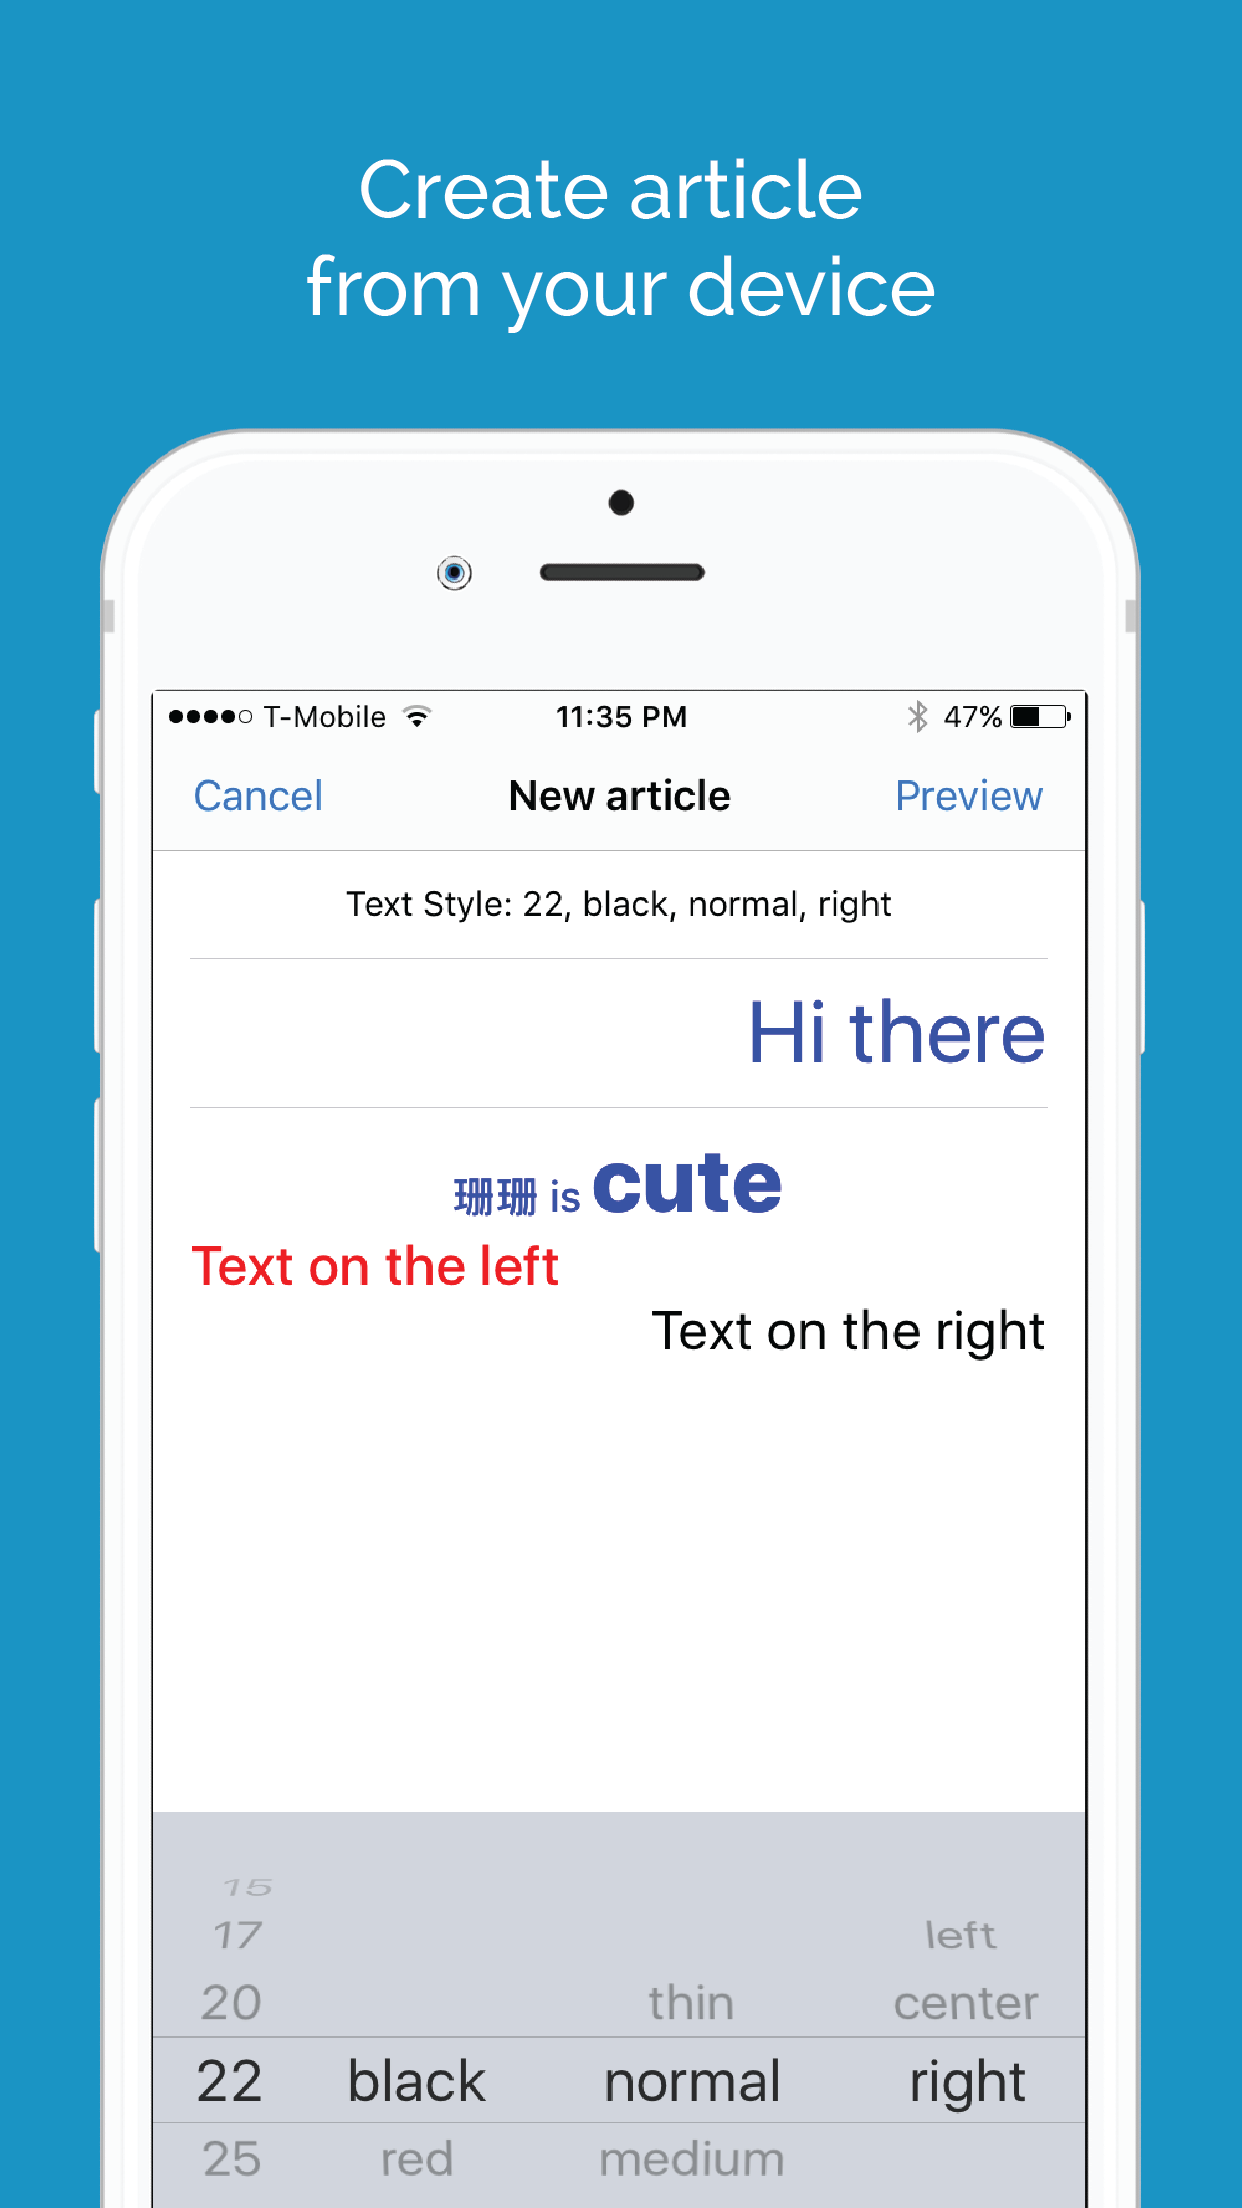 Create article
from your device
T-Mobile 11:35 PM 47%
Cancel New article Preview
Text Style: 22, black, normal, right
Hi there
珊珊 is cute
Text on the left
Text on the right
15
17 left
20 thin center
22 black normal right
25 red medium